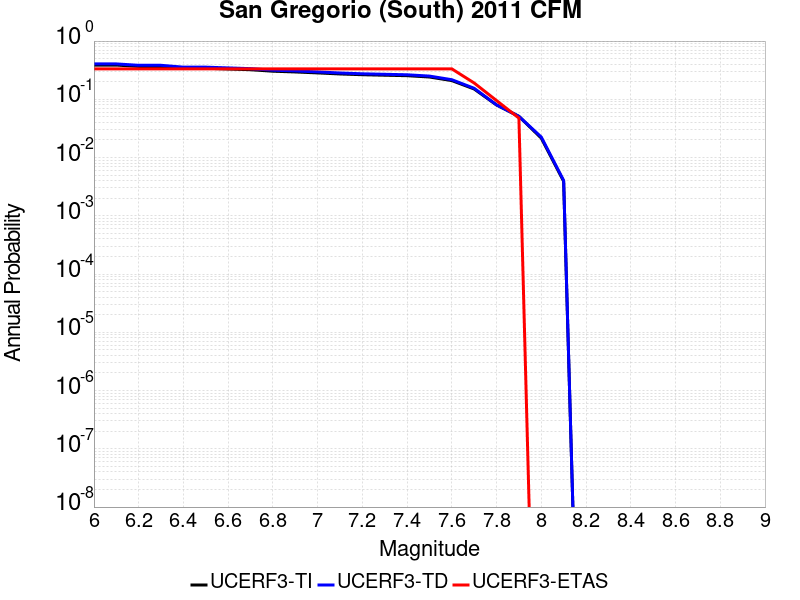 San Gregorio (South) 2011 CFM
Annual Probability
10^0
10^-1
10^-2
10^-3
10^-4
10^-5
10^-6
10^-7
10^-8
6 6.2 6.4 6.6 6.8 7 7.2 7.4 7.6 7.8 8 8.2 8.4 8.6 8.8 9
Magnitude
UCERF3-TI UCERF3-TD UCERF3-ETAS